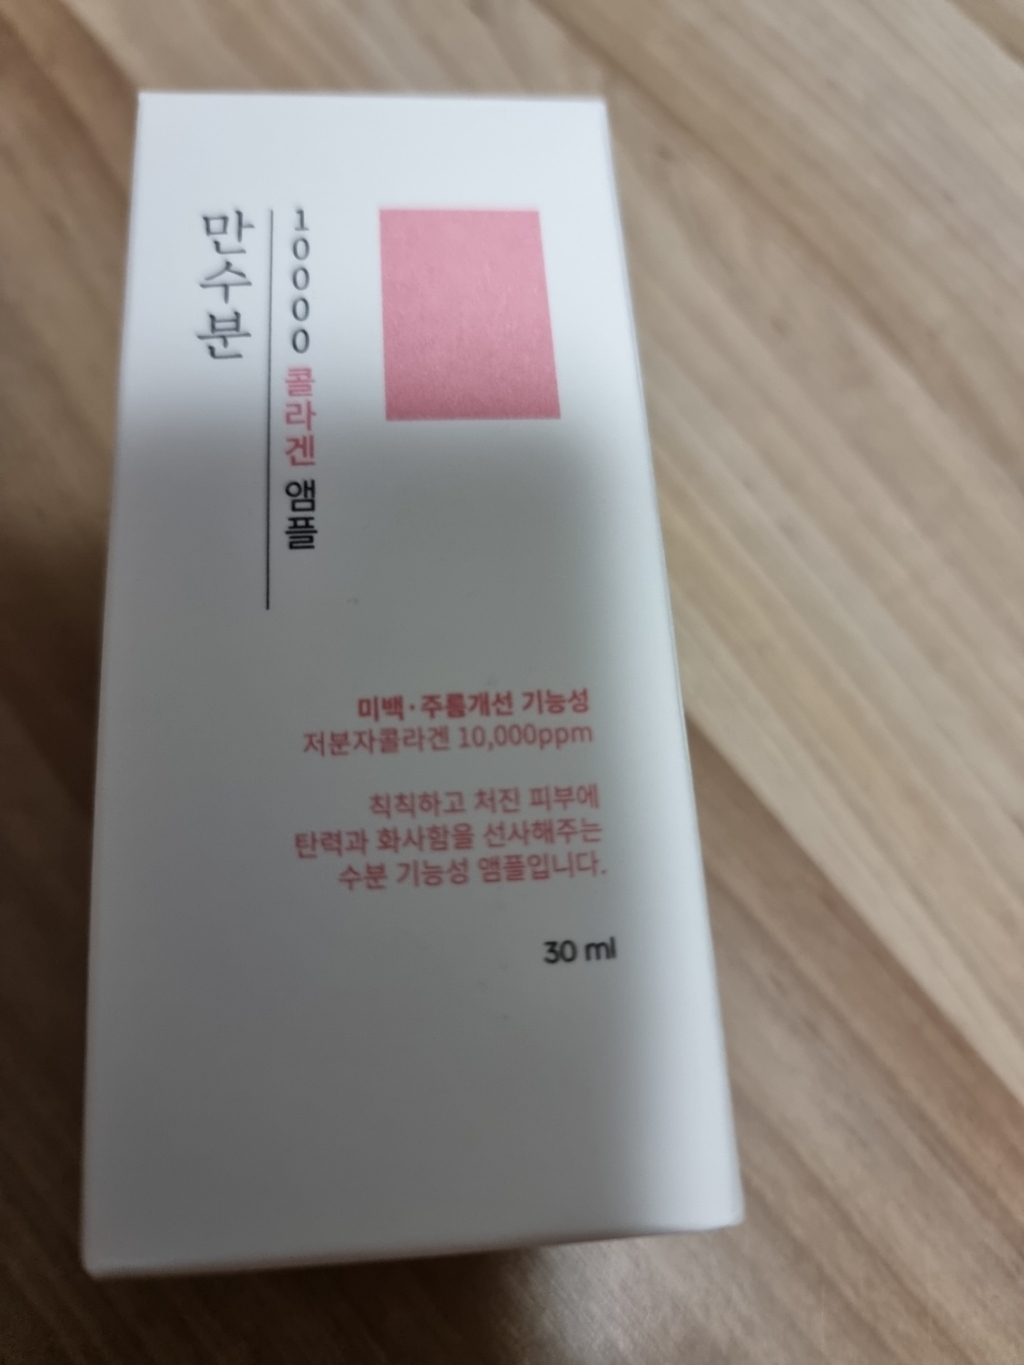 만수분
10000 콜라겐 앰플
미백·주름개선 기능성
저분자콜라겐 10,000ppm
칙칙하고 처진 피부에
탄력과 화사함을 선사해주는
수분 기능성 앰플입니다.
30 ml